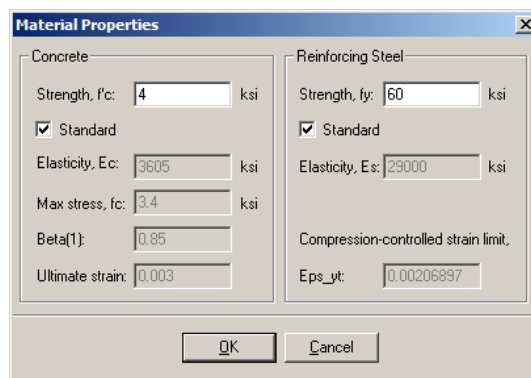 Material Properties
Concrete
Strength, f'c: 4 ksi
Standard
Elasticity, Ec: 3605 ksi
Max stress, fc: 3.4 ksi
Beta(1): 0.85
Ultimate strain: 0.003
Reinforcing Steel
Strength, fy: 60 ksi
Standard
Elasticity, Es: 29000 ksi
Compression-controlled strain limit,
Eps_yt: 0.00206897
OK Cancel